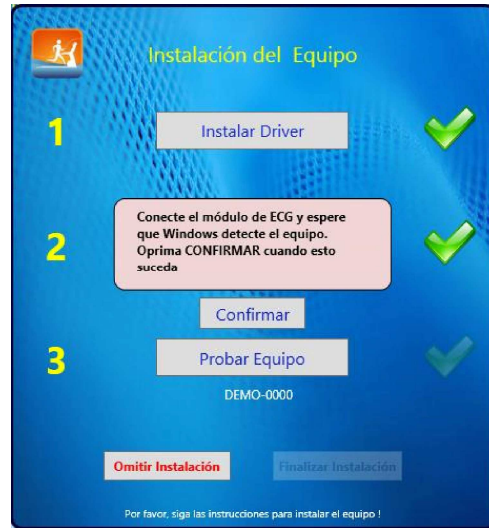 Instalación del Equipo
1
Instalar Driver
2
Conecte el módulo de ECG y espere
que Windows detecte el equipo.
Oprima CONFIRMAR cuando esto
suceda
Confirmar
3
Probar Equipo
DEMO-0000
Omitir Instalación
Finalizar Instalación
Por favor, siga las instrucciones para instalar el equipo !